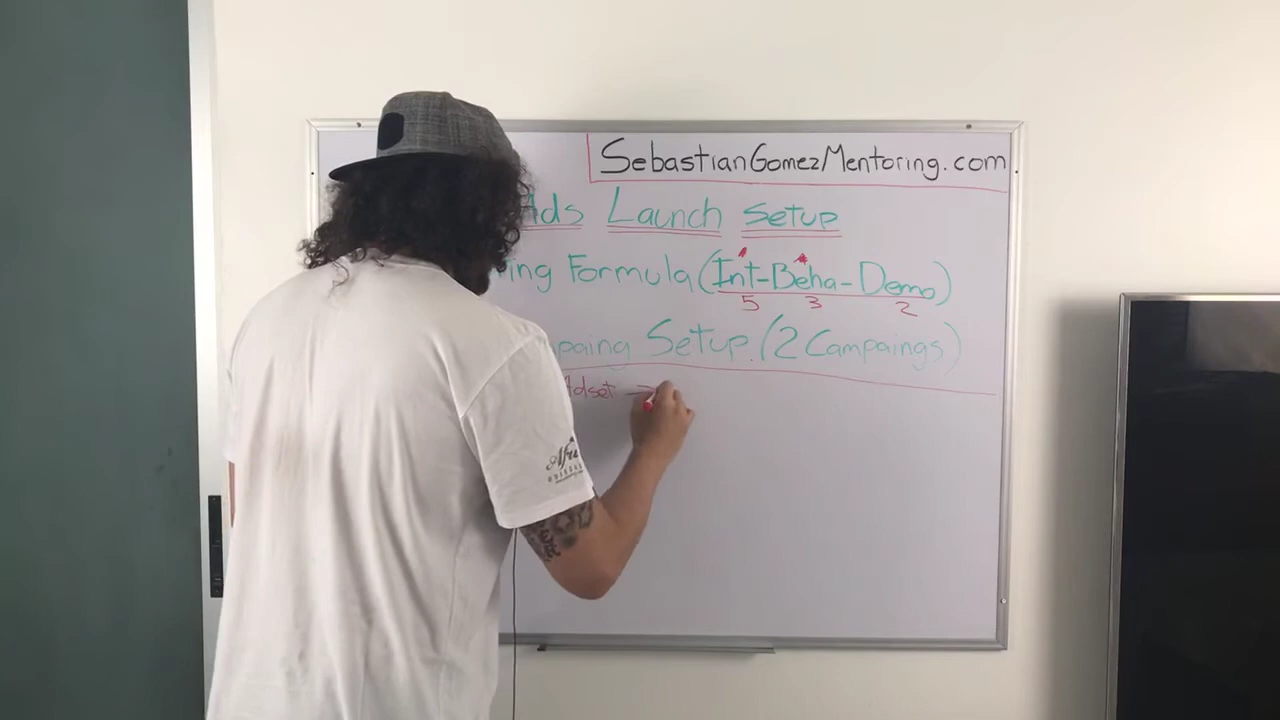 SebastianGomezMentoring.com
Ads Launch Setup
ing Formula (Int-Beha-Demo)
5 3 2
paing Setup. (2 Campaings)
Adset →